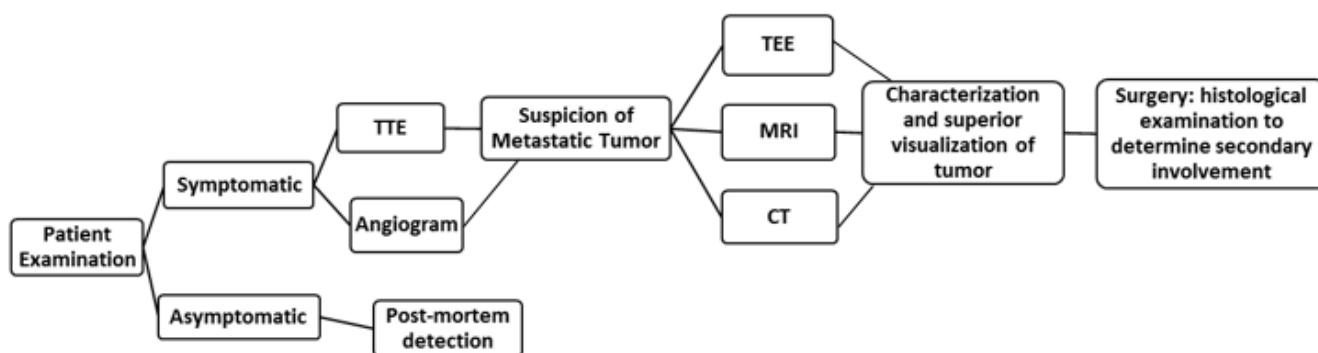 Patient
Examination
Symptomatic
Asymptomatic
TTE
Angiogram
Post-mortem
detection
Suspicion of
Metastatic Tumor
TEE
MRI
CT
Characterization
and superior
visualization of
tumor
Surgery: histological
examination to
determine secondary
involvement